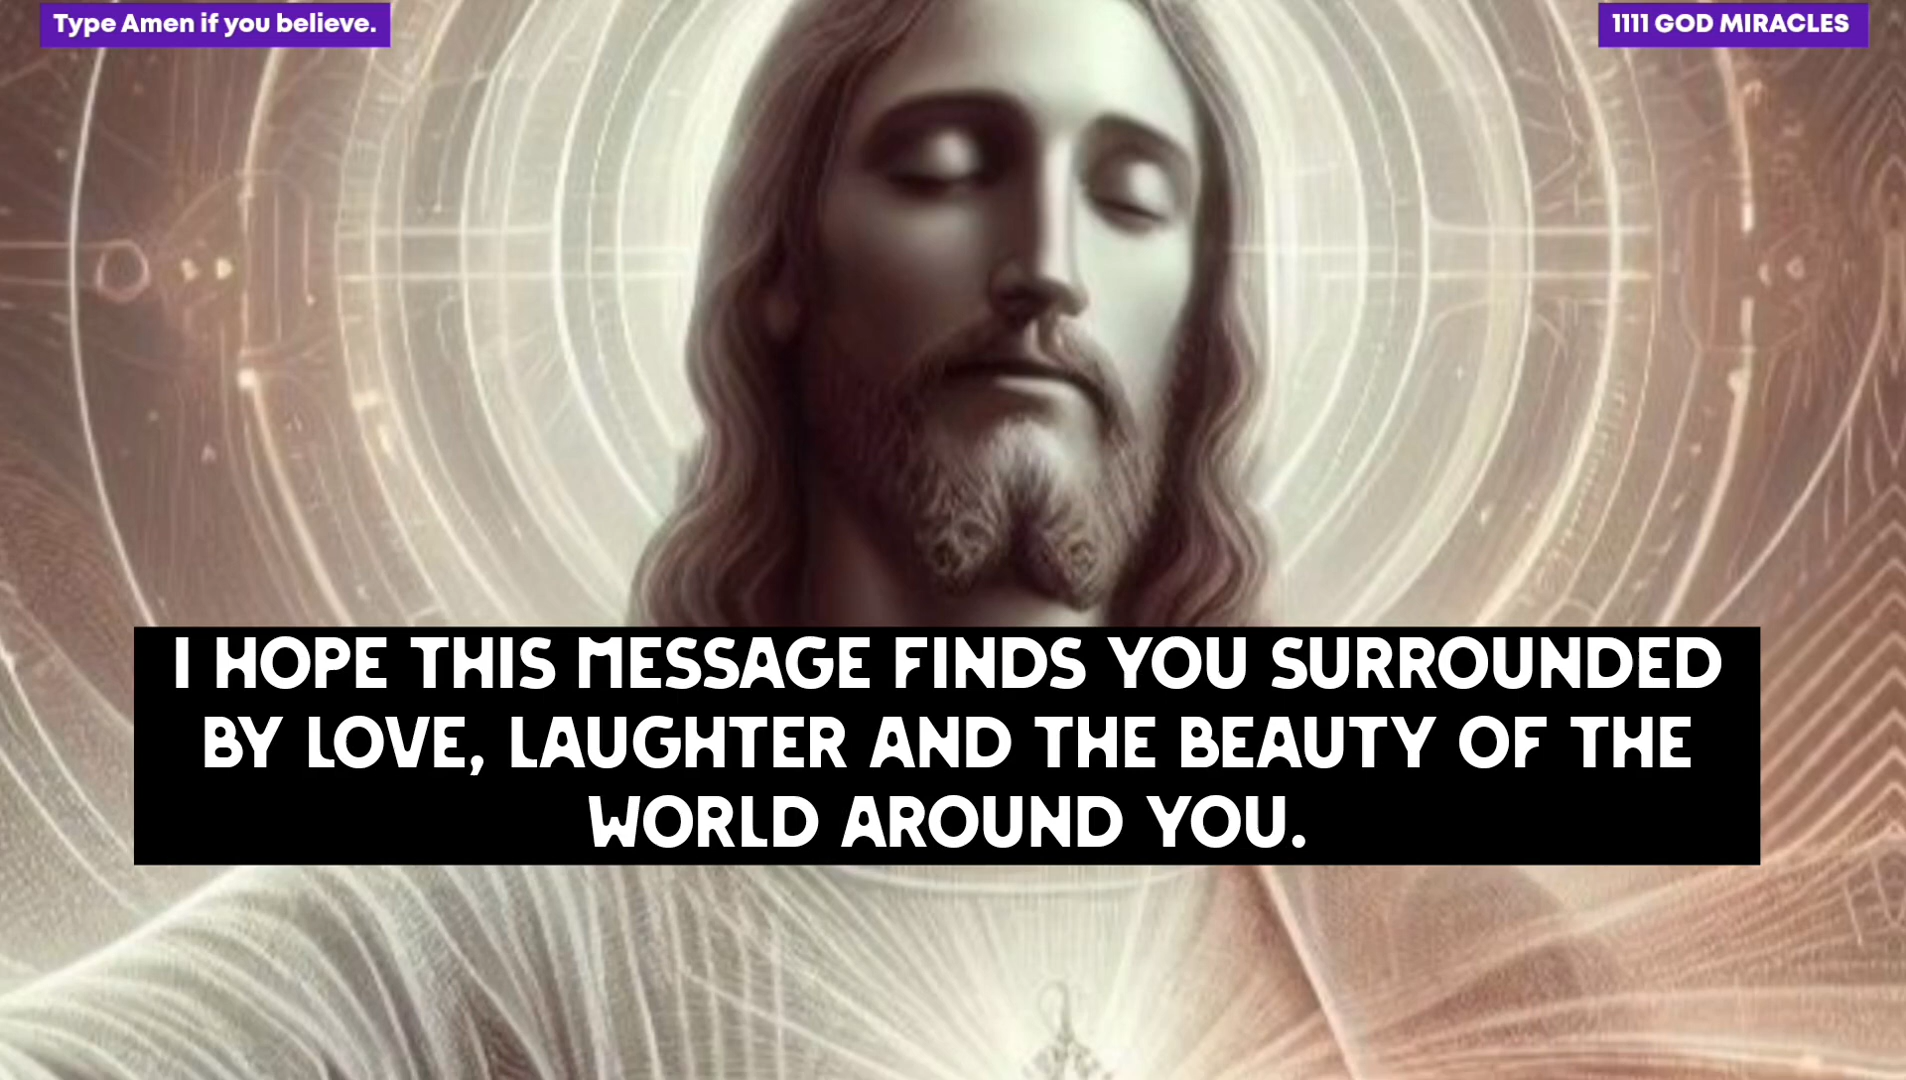 Type Amen if you believe.
1111 GOD MIRACLES
I HOPE THIS MESSAGE FINDS YOU SURROUNDED
BY LOVE, LAUGHTER AND THE BEAUTY OF THE
WORLD AROUND YOU.